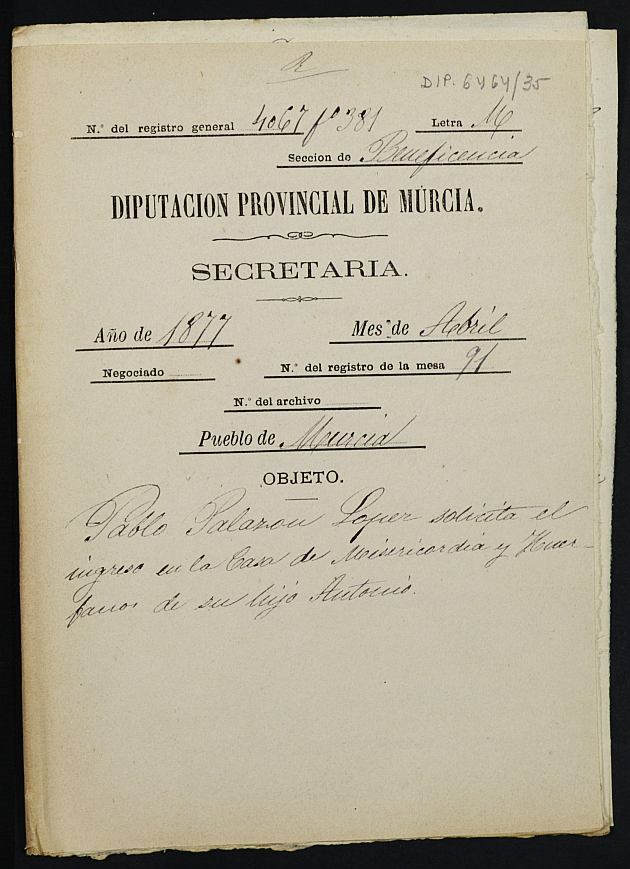 R
DIP. 6464/35
N.º del registro general 4067 fº 381 Letra M
Seccion de Beneficencia
DIPUTACION PROVINCIAL DE MURCIA.
SECRETARIA.
Año de 1877 Mes de Abril
Negociado N.º del registro de la mesa 91
N.º del archivo
Pueblo de Murcia
OBJETO.
Pablo Palazon Lopez solicita el
ingreso en la Casa de Misericordia y Huer-
fanos de su hijo Antonio.